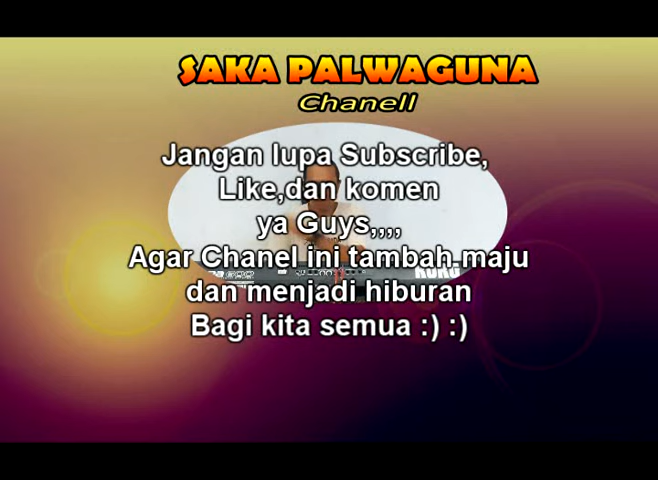 SAKA PALWAGUNA
Chanell
Jangan lupa Subscribe,
Like,dan komen
ya Guys,,,,
Agar Chanel ini tambah maju
dan menjadi hiburan
Bagi kita semua :) :)
KORG